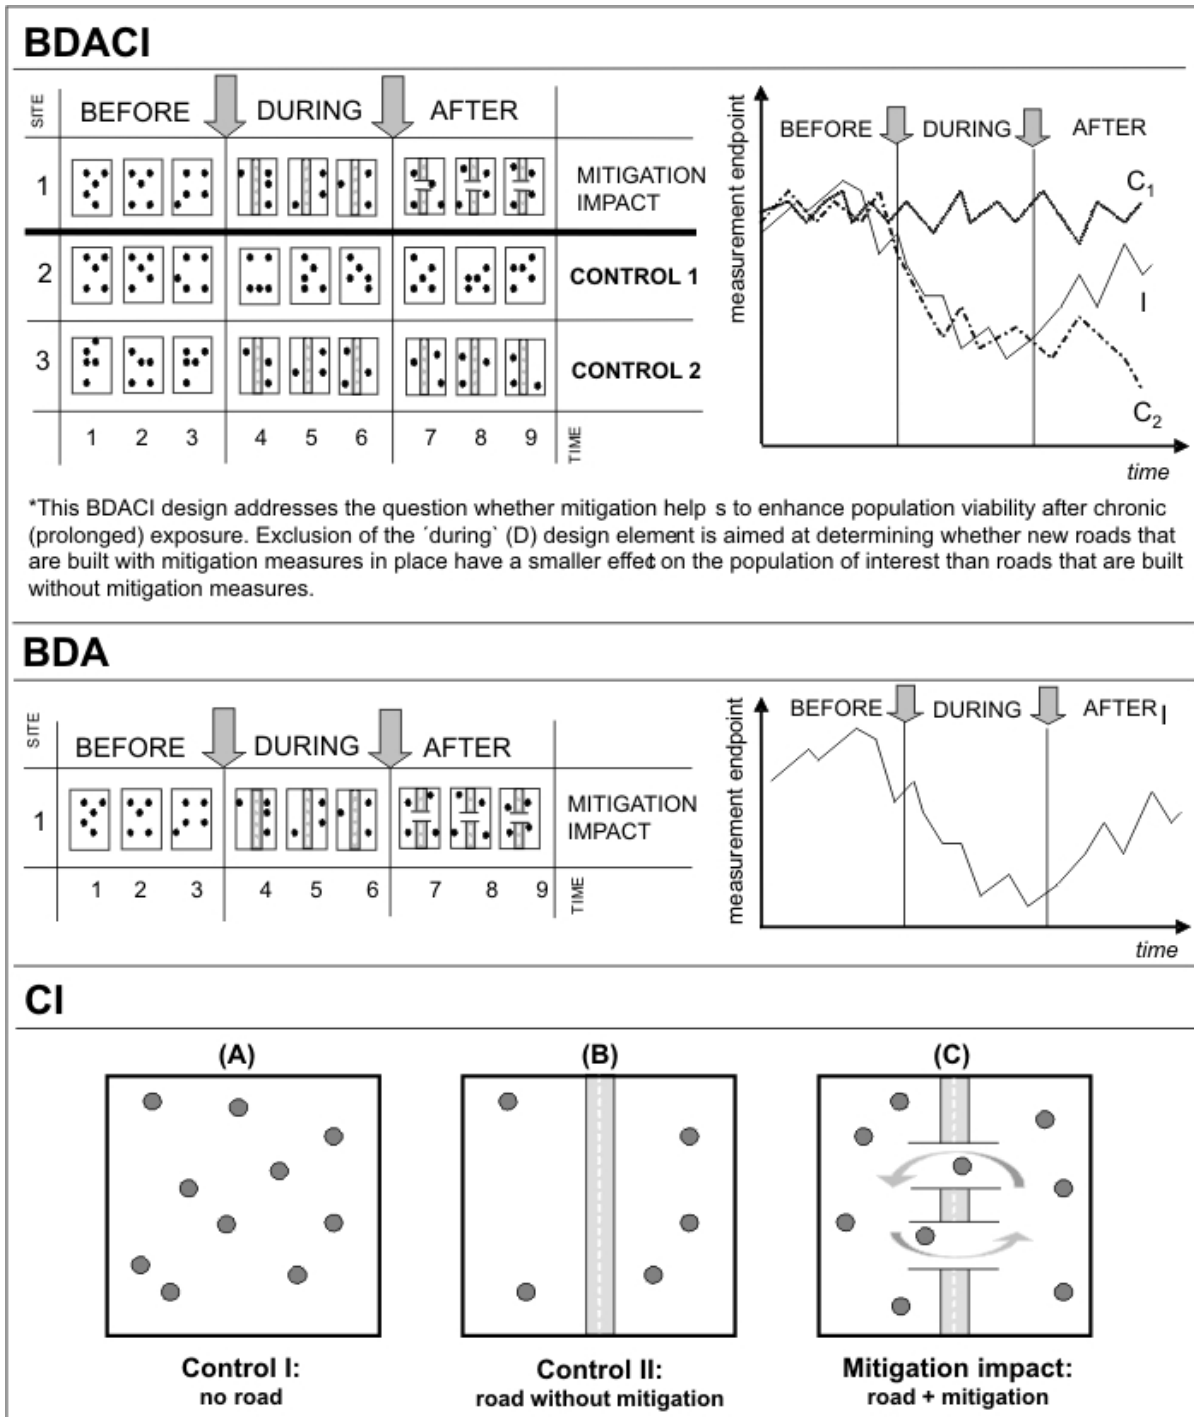 BDACI
SITE
BEFORE
DURING
AFTER
1
MITIGATION
IMPACT
2
CONTROL 1
3
CONTROL 2
1 2 3 4 5 6 7 8 9
TIME
measurement endpoint
BEFORE
DURING
AFTER
C1
I
C2
time
*This BDACI design addresses the question whether mitigation help s to enhance population viability after chronic
(prolonged) exposure. Exclusion of the ´during` (D) design element is aimed at determining whether new roads that
are built with mitigation measures in place have a smaller effect on the population of interest than roads that are built
without mitigation measures.
BDA
SITE
BEFORE
DURING
AFTER
1
MITIGATION
IMPACT
1 2 3 4 5 6 7 8 9
TIME
measurement endpoint
BEFORE
DURING
AFTER
I
time
CI
(A)
(B)
(C)
Control I:
no road
Control II:
road without mitigation
Mitigation impact:
road + mitigation